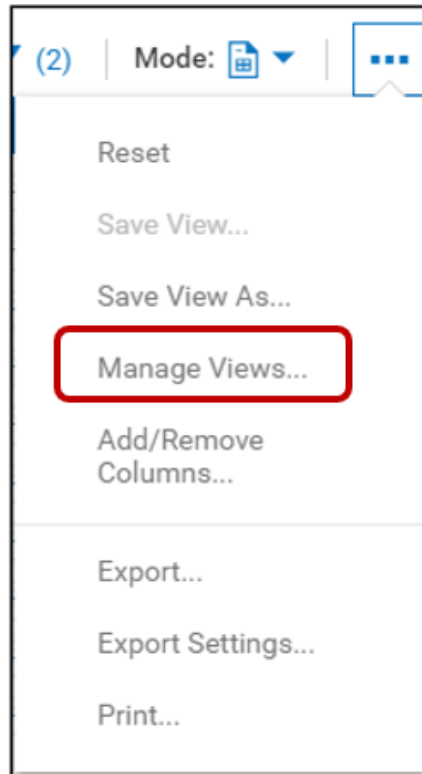 (2) Mode:
Reset
Save View...
Save View As...
Manage Views...
Add/Remove
Columns...
Export...
Export Settings...
Print...